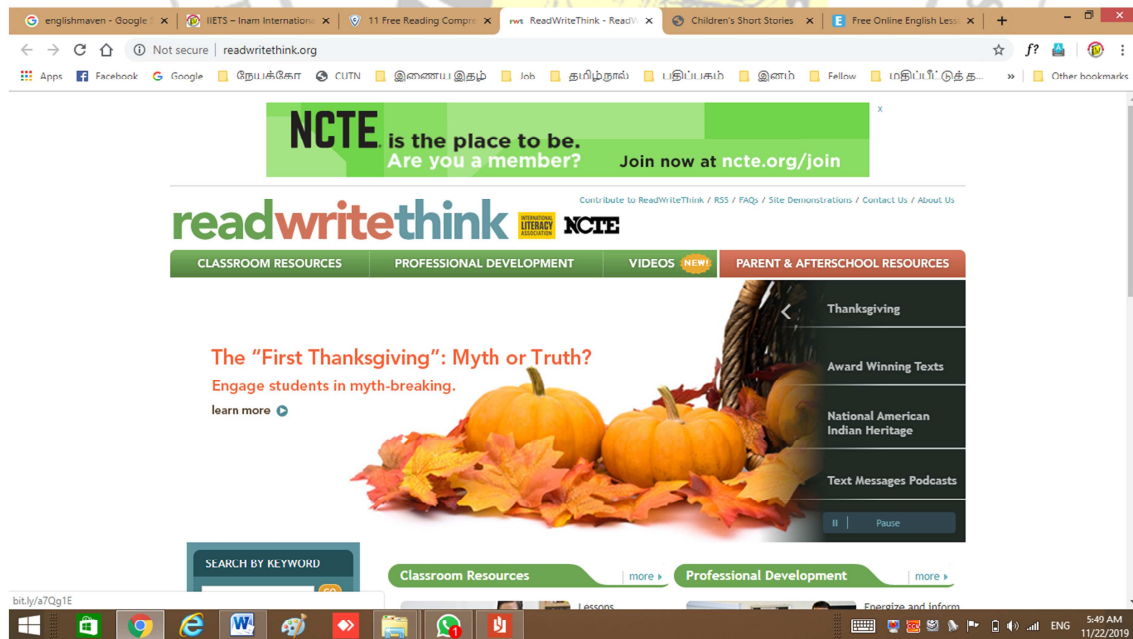 englishmaven - Google S
IIETS – Inam Internationa
11 Free Reading Compre
ReadWriteThink - ReadW
Children's Short Stories
Free Online English Less
Not secure | readwritethink.org
f?
Apps Facebook Google நேயக்கோ CUTN இணைய இதழ் Job தமிழ்நூல் பதிப்பகம் இனம் Fellow மதிப்பீட்டுத் த... » Other bookmarks
NCTE is the place to be.
Are you a member? Join now at ncte.org/join
x
Contribute to ReadWriteThink / RSS / FAQs / Site Demonstrations / Contact Us / About Us
readwritethink INTERNATIONAL LITERACY ASSOCIATION NCTE
CLASSROOM RESOURCES PROFESSIONAL DEVELOPMENT VIDEOS NEW! PARENT & AFTERSCHOOL RESOURCES
Thanksgiving
The “First Thanksgiving”: Myth or Truth?
Engage students in myth-breaking.
learn more
Award Winning Texts
National American
Indian Heritage
Text Messages Podcasts
Pause
SEARCH BY KEYWORD
GO
Classroom Resources more
Professional Development more
Lessons
Energize and inform
bit.ly/a7Qg1E
ENG 5:49 AM
11/22/2019